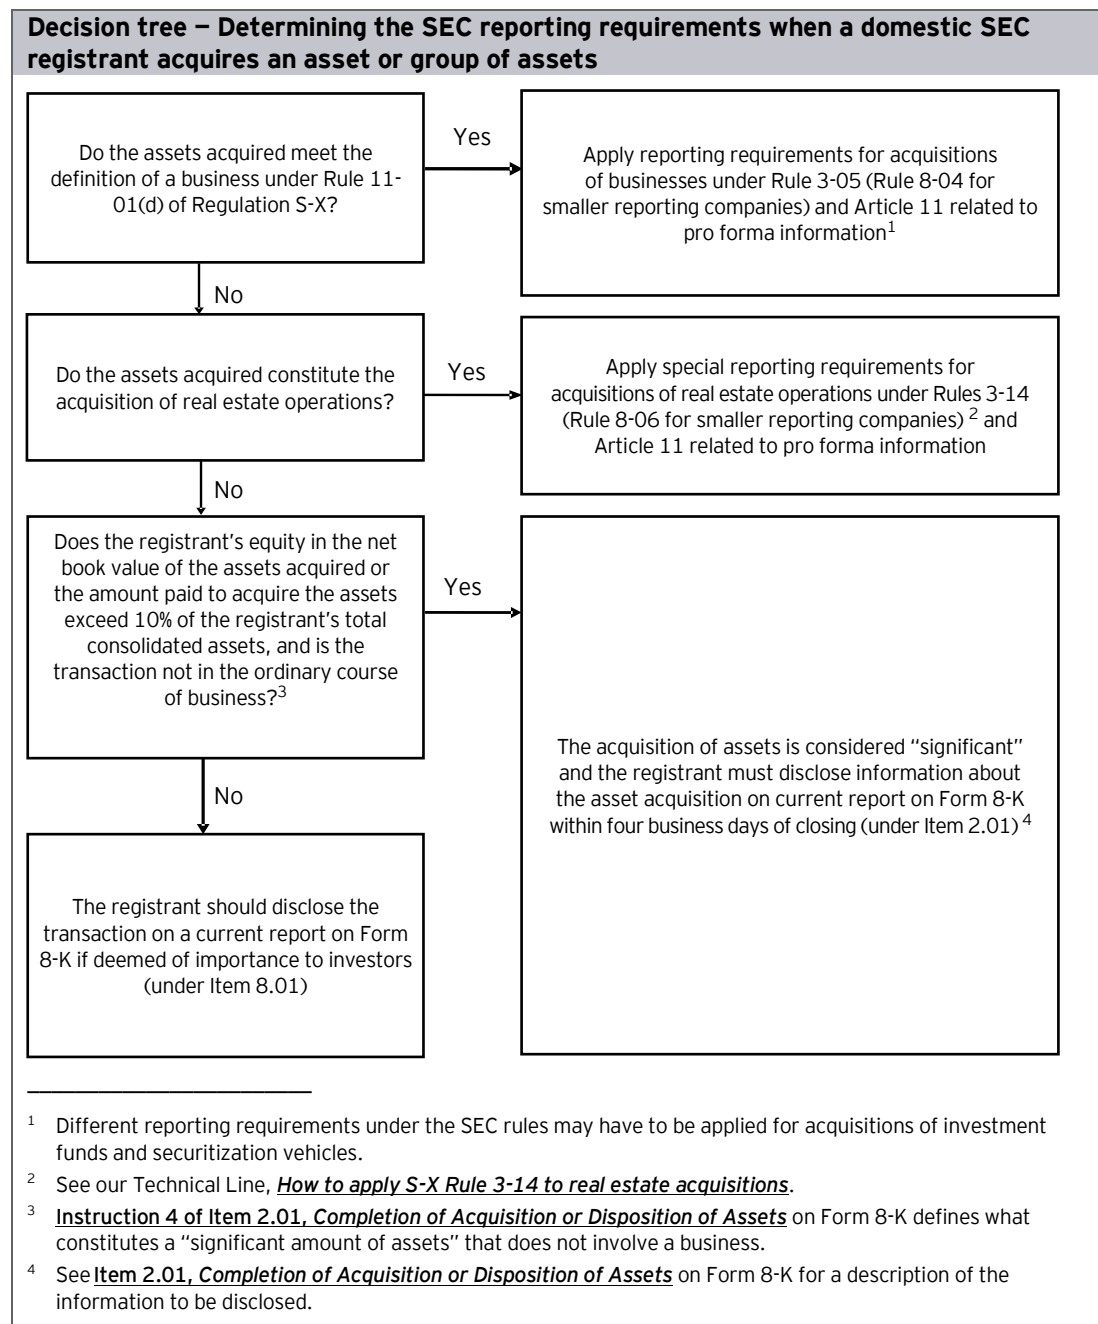 Decision tree – Determining the SEC reporting requirements when a domestic SEC
registrant acquires an asset or group of assets
Do the assets acquired meet the
definition of a business under Rule 11-
01(d) of Regulation S-X?
Yes
Apply reporting requirements for acquisitions
of businesses under Rule 3-05 (Rule 8-04 for
smaller reporting companies) and Article 11 related to
pro forma information1
No
Do the assets acquired constitute the
acquisition of real estate operations?
Yes
Apply special reporting requirements for
acquisitions of real estate operations under Rules 3-14
(Rule 8-06 for smaller reporting companies) 2 and
Article 11 related to pro forma information
No
Does the registrant's equity in the net
book value of the assets acquired or
the amount paid to acquire the assets
exceed 10% of the registrant's total
consolidated assets, and is the
transaction not in the ordinary course
of business?3
Yes
The acquisition of assets is considered "significant"
and the registrant must disclose information about
the asset acquisition on current report on Form 8-K
within four business days of closing (under Item 2.01) 4
No
The registrant should disclose the
transaction on a current report on Form
8-K if deemed of importance to investors
(under Item 8.01)
1 Different reporting requirements under the SEC rules may have to be applied for acquisitions of investment
funds and securitization vehicles.
2 See our Technical Line, How to apply S-X Rule 3-14 to real estate acquisitions.
3 Instruction 4 of Item 2.01, Completion of Acquisition or Disposition of Assets on Form 8-K defines what
constitutes a "significant amount of assets" that does not involve a business.
4 See Item 2.01, Completion of Acquisition or Disposition of Assets on Form 8-K for a description of the
information to be disclosed.